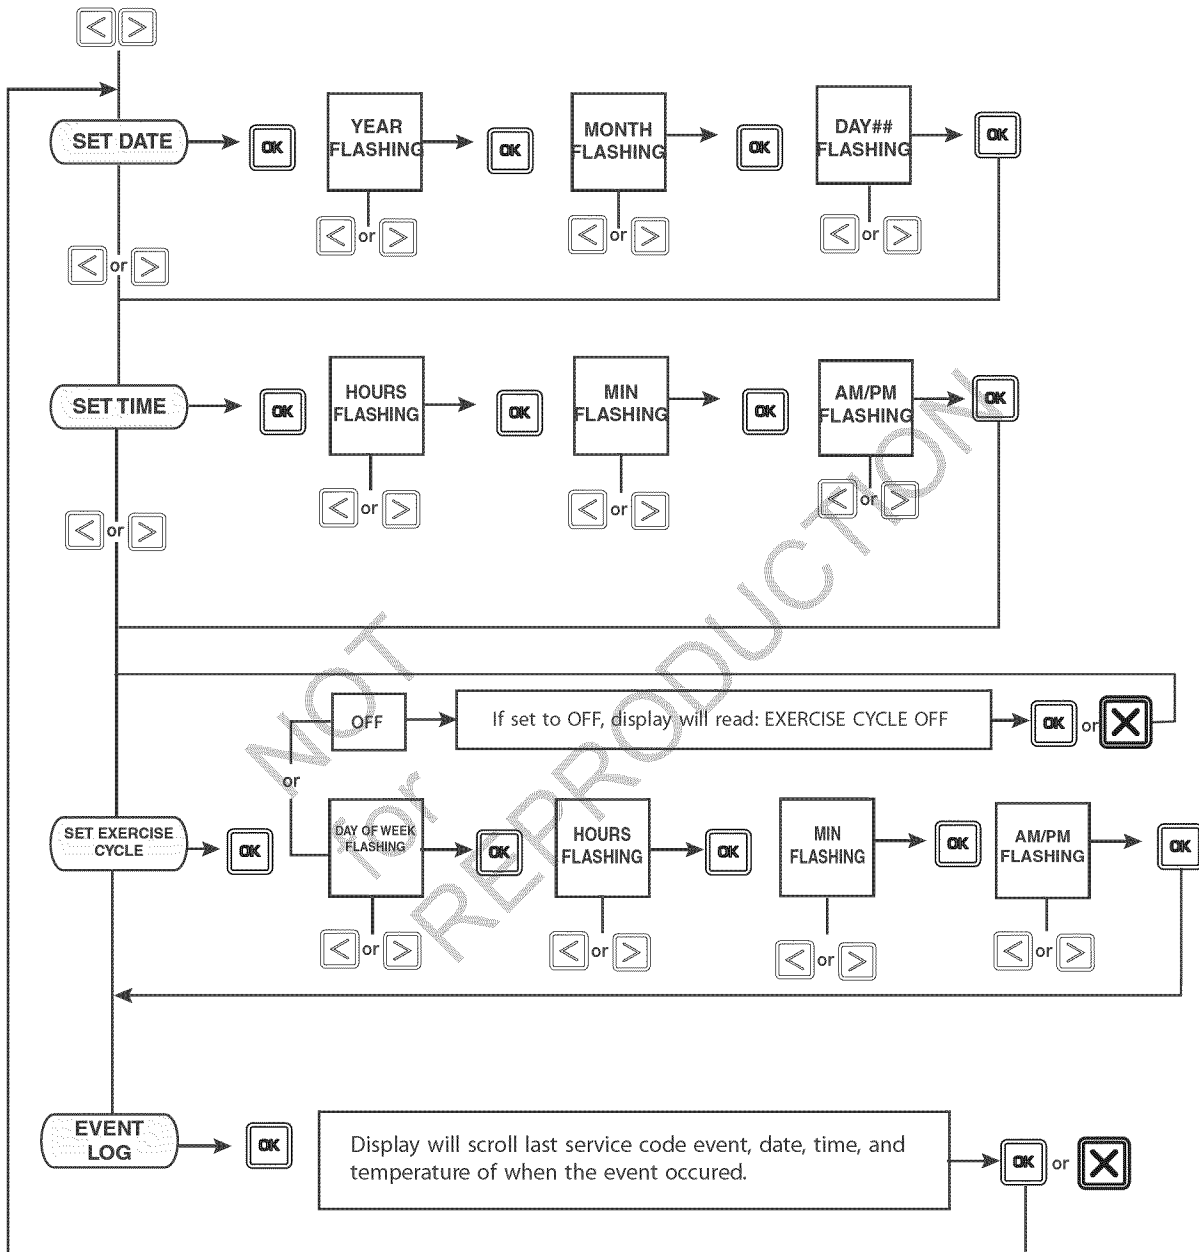 < >
SET DATE
OK
YEAR
FLASHING
OK
MONTH
FLASHING
OK
DAY##
FLASHING
OK
< or >
< or >
< or >
< or >
SET TIME
OK
HOURS
FLASHING
OK
MIN
FLASHING
OK
AM/PM
FLASHING
OK
< or >
< or >
< or >
< or >
OFF
If set to OFF, display will read: EXERCISE CYCLE OFF
OK or X
or
SET EXERCISE
CYCLE
OK
DAY OF WEEK
FLASHING
OK
HOURS
FLASHING
OK
MIN
FLASHING
OK
AM/PM
FLASHING
OK
< or >
< or >
< or >
< or >
EVENT
LOG
OK
Display will scroll last service code event, date, time, and
temperature of when the event occured.
OK or X
NOT
for
REPRODUCTION